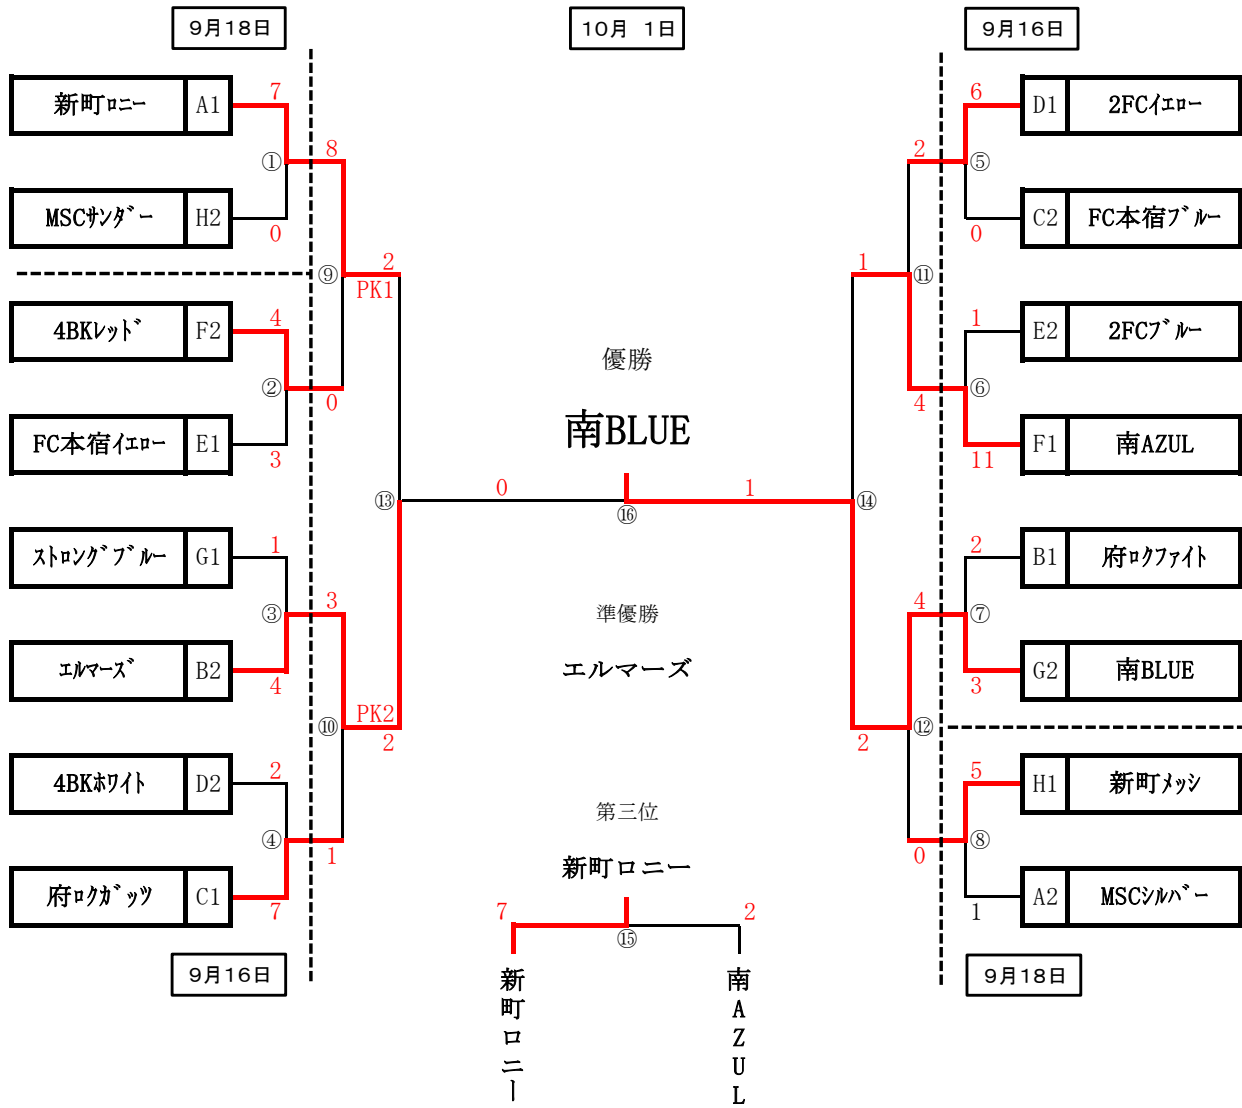 9月18日
10月 1日
9月16日
7
6
新町ﾛﾆｰ A1
D1 2FCｲｴﾛｰ
8
2
①
⑤
MSCｻﾝﾀﾞｰ H2
C2 FC本宿ﾌﾞﾙｰ
0
0
2
1
⑨
⑪
PK1
4
1
4BKﾚｯﾄﾞ F2
E2 2FCﾌﾞﾙｰ
優勝
②
⑥
0
4
南BLUE
FC本宿ｲｴﾛｰ E1
F1 南AZUL
3
11
0
1
⑬
⑭
⑯
1
2
ｽﾄﾛﾝｸﾞﾌﾞﾙｰ G1
B1 府ﾛｸﾌｧｲﾄ
3
4
③
⑦
準優勝
ｴﾙﾏｰｽﾞ B2
G2 南BLUE
エルマーズ
4
3
PK2
⑩
⑫
2
2
2
5
4BKﾎﾜｲﾄ D2
H1 新町ﾒｯｼ
第三位
④
⑧
1
0
新町ロニー
府ﾛｸｶﾞｯﾂ C1
A2 MSCｼﾙﾊﾞｰ
7
1
7
2
⑮
9月16日
9月18日
新町ロニー
南AZUL